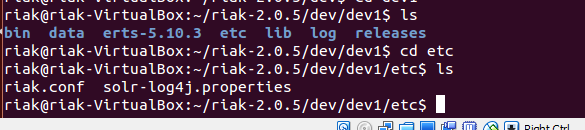 riak@riak-VirtualBox:~/riak-2.0.5/dev/dev1$ ls
bin data erts-5.10.3 etc lib log releases
riak@riak-VirtualBox:~/riak-2.0.5/dev/dev1$ cd etc
riak@riak-VirtualBox:~/riak-2.0.5/dev/dev1/etc$ ls
riak.conf solr-log4j.properties
riak@riak-VirtualBox:~/riak-2.0.5/dev/dev1/etc$
Right Ctrl